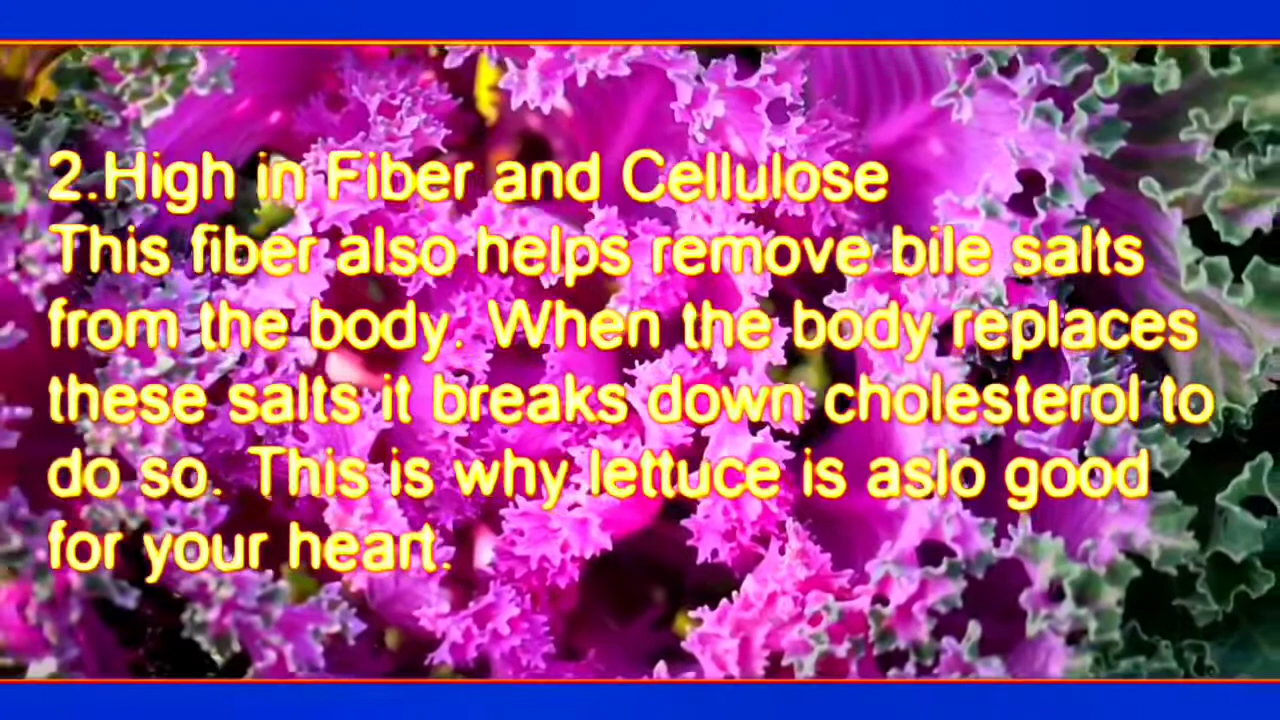 2.High in Fiber and Cellulose
This fiber also helps remove bile salts
from the body. When the body replaces
these salts it breaks down cholesterol to
do so. This is why lettuce is aslo good
for your heart.